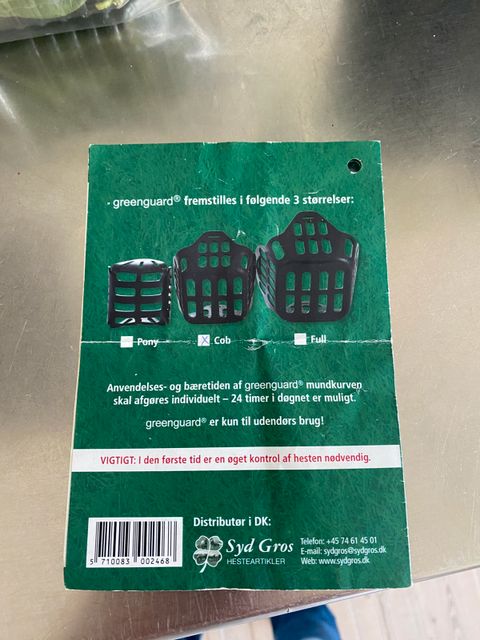 greenguard® fremstilles i følgende 3 størrelser:
Pony
X Cob
Full
Anvendelses- og bæretiden af greenguard® mundkurven
skal afgøres individuelt – 24 timer i døgnet er muligt.
greenguard® er kun til udendørs brug!
VIGTIGT: I den første tid er en øget kontrol af hesten nødvendig.
Distributør i DK:
Syd Gros
HESTEARTIKLER
Telefon: +45 74 61 45 01
E-mail: sydgros@sydgros.dk
Web: www.sydgros.dk
5 710083 002468